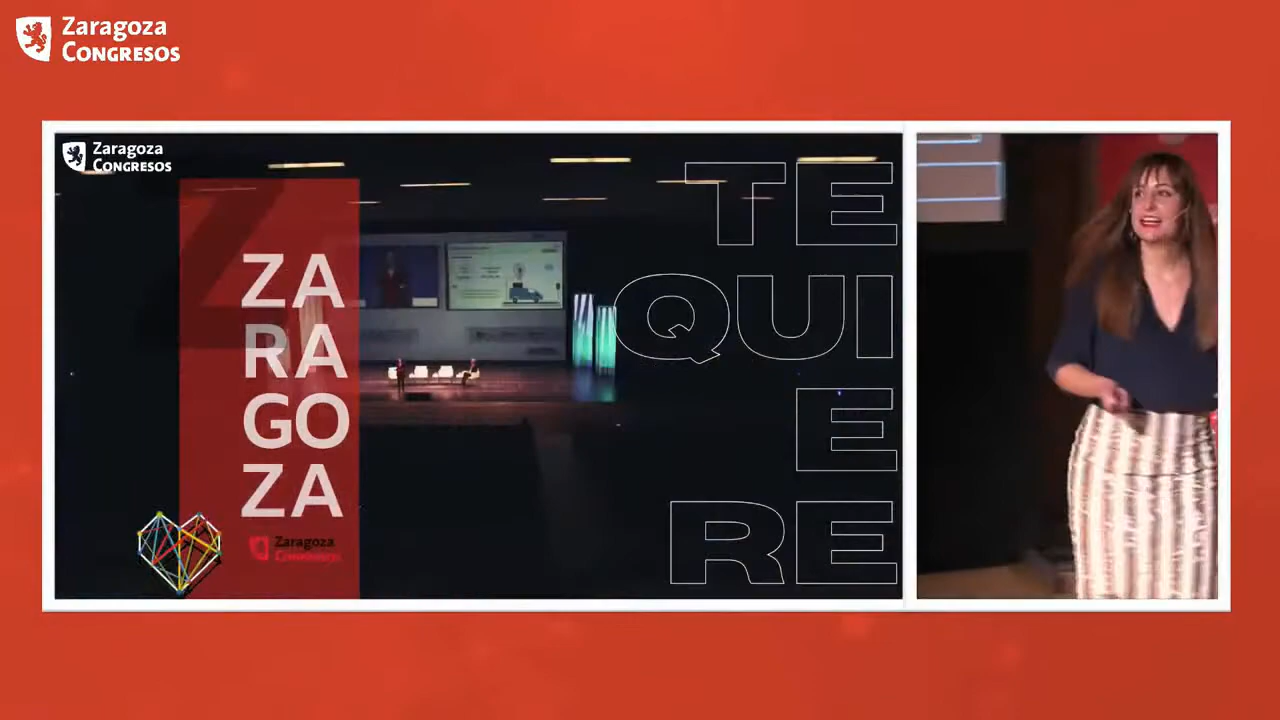 Zaragoza
CONGRESOS
Zaragoza
CONGRESOS
ZA
RA
GO
ZA
Zaragoza
Congresos
TE
QUI
E
RE